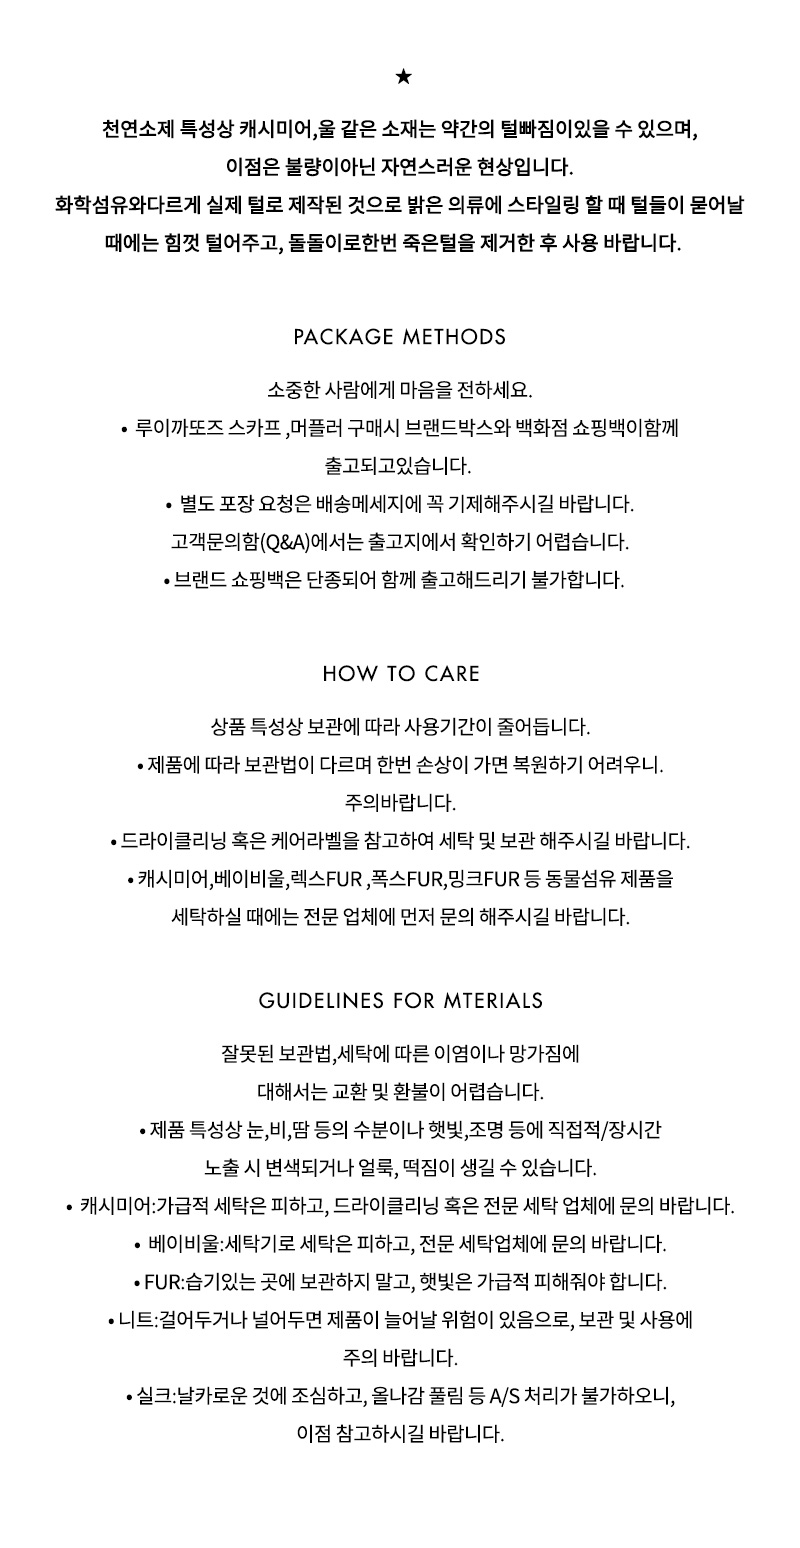 ★
천연소제 특성상 캐시미어,울 같은 소재는 약간의 털빠짐이있을 수 있으며,
이점은 불량이아닌 자연스러운 현상입니다.
화학섬유와다르게 실제 털로 제작된 것으로 밝은 의류에 스타일링 할 때 털들이 묻어날
때에는 힘껏 털어주고, 돌돌이로한번 죽은털을 제거한 후 사용 바랍니다.
PACKAGE METHODS
소중한 사람에게 마음을 전하세요.
• 루이까또즈 스카프 ,머플러 구매시 브랜드박스와 백화점 쇼핑백이함께
출고되고있습니다.
• 별도 포장 요청은 배송메세지에 꼭 기제해주시길 바랍니다.
고객문의함(Q&A)에서는 출고지에서 확인하기 어렵습니다.
• 브랜드 쇼핑백은 단종되어 함께 출고해드리기 불가합니다.
HOW TO CARE
상품 특성상 보관에 따라 사용기간이 줄어듭니다.
• 제품에 따라 보관법이 다르며 한번 손상이 가면 복원하기 어려우니.
주의바랍니다.
• 드라이클리닝 혹은 케어라벨을 참고하여 세탁 및 보관 해주시길 바랍니다.
• 캐시미어,베이비울,렉스FUR ,폭스FUR,밍크FUR 등 동물섬유 제품을
세탁하실 때에는 전문 업체에 먼저 문의 해주시길 바랍니다.
GUIDELINES FOR MTERIALS
잘못된 보관법,세탁에 따른 이염이나 망가짐에
대해서는 교환 및 환불이 어렵습니다.
• 제품 특성상 눈,비,땀 등의 수분이나 햇빛,조명 등에 직접적/장시간
노출 시 변색되거나 얼룩, 떡짐이 생길 수 있습니다.
• 캐시미어:가급적 세탁은 피하고, 드라이클리닝 혹은 전문 세탁 업체에 문의 바랍니다.
• 베이비울:세탁기로 세탁은 피하고, 전문 세탁업체에 문의 바랍니다.
• FUR:습기있는 곳에 보관하지 말고, 햇빛은 가급적 피해줘야 합니다.
• 니트:걸어두거나 널어두면 제품이 늘어날 위험이 있음으로, 보관 및 사용에
주의 바랍니다.
• 실크:날카로운 것에 조심하고, 올나감 풀림 등 A/S 처리가 불가하오니,
이점 참고하시길 바랍니다.